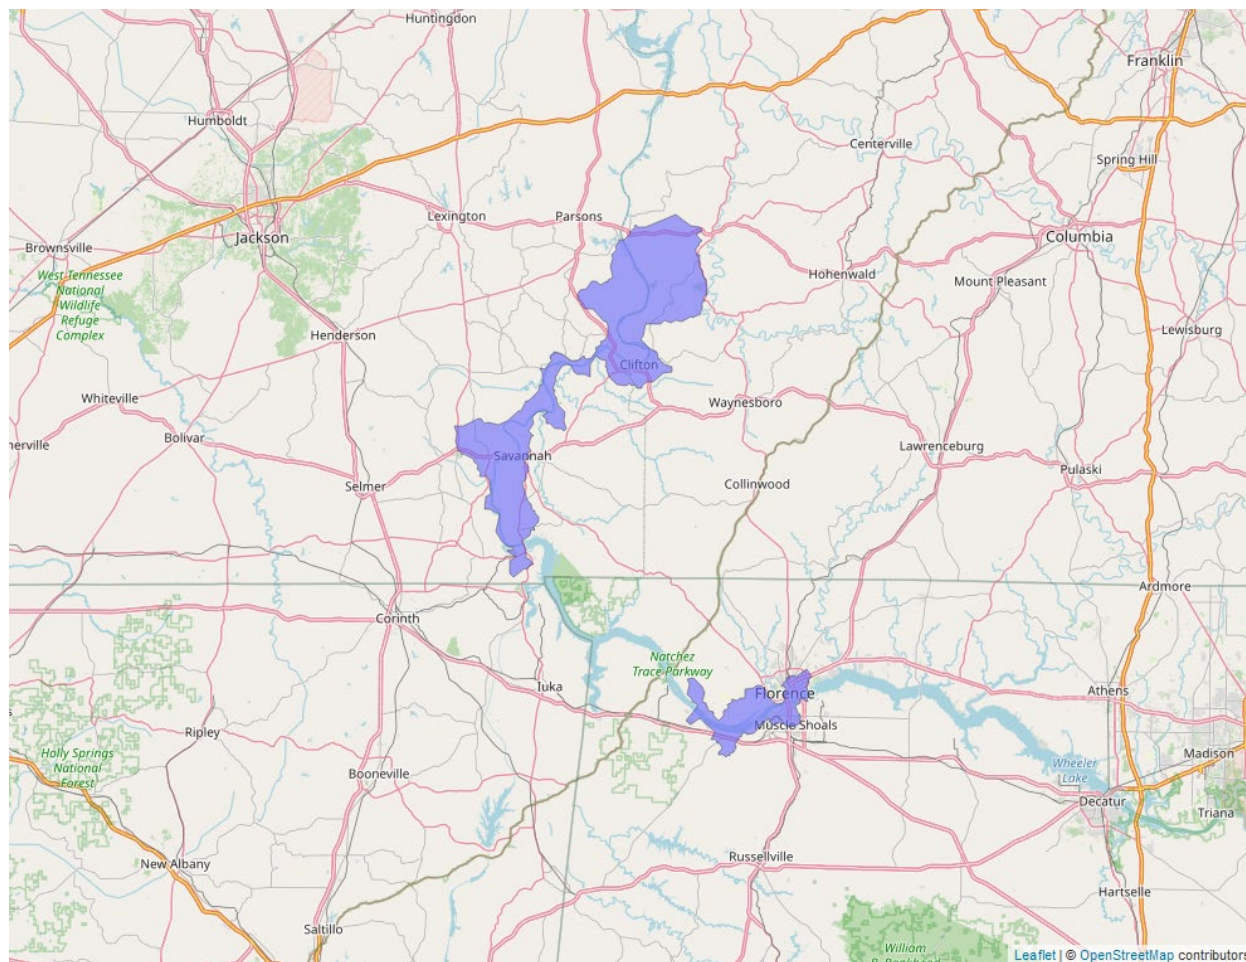 Huntingdon
Franklin
Humboldt
Centerville
Spring Hill
Lexington
Parsons
Jackson
Columbia
Brownsville
West Tennessee
National
Wildlife
Refuge
Complex
Hohenwald
Mount Pleasant
Henderson
Lewisburg
Clifton
Whiteville
Waynesboro
Bolivar
nerville
Lawrenceburg
Savannah
Pulaski
Selmer
Collinwood
Ardmore
Corinth
Natchez
Trace Parkway
Iuka
Florence
Athens
s
Muscle Shoals
Ripley
Holly Springs
National
Forest
Madison
Booneville
Wheeler
Lake
Decatur
Triana
New Albany
Russellville
Hartselle
Saltillo
William
B. Bankhead
Leaflet | © OpenStreetMap contributors